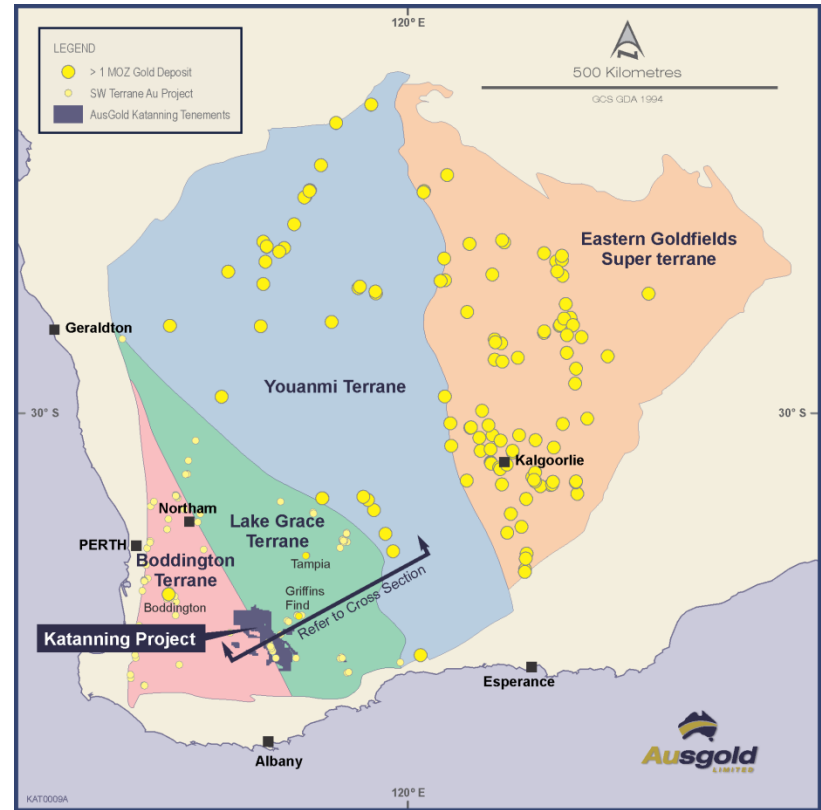 120° E
LEGEND
> 1 MOZ Gold Deposit
SW Terrane Au Project
AusGold Katanning Tenements
500 Kilometres
GCS GDA 1994
Eastern Goldfields
Super terrane
Geraldton
Youanmi Terrane
30° S
30° S
Kalgoorlie
Northam
Lake Grace
Terrane
PERTH
Boddington
Terrane
Tampia
Boddington
Griffins
Find
Refer to Cross Section
Katanning Project
Esperance
Albany
Ausgold
LIMITED
KAT0009A
120° E